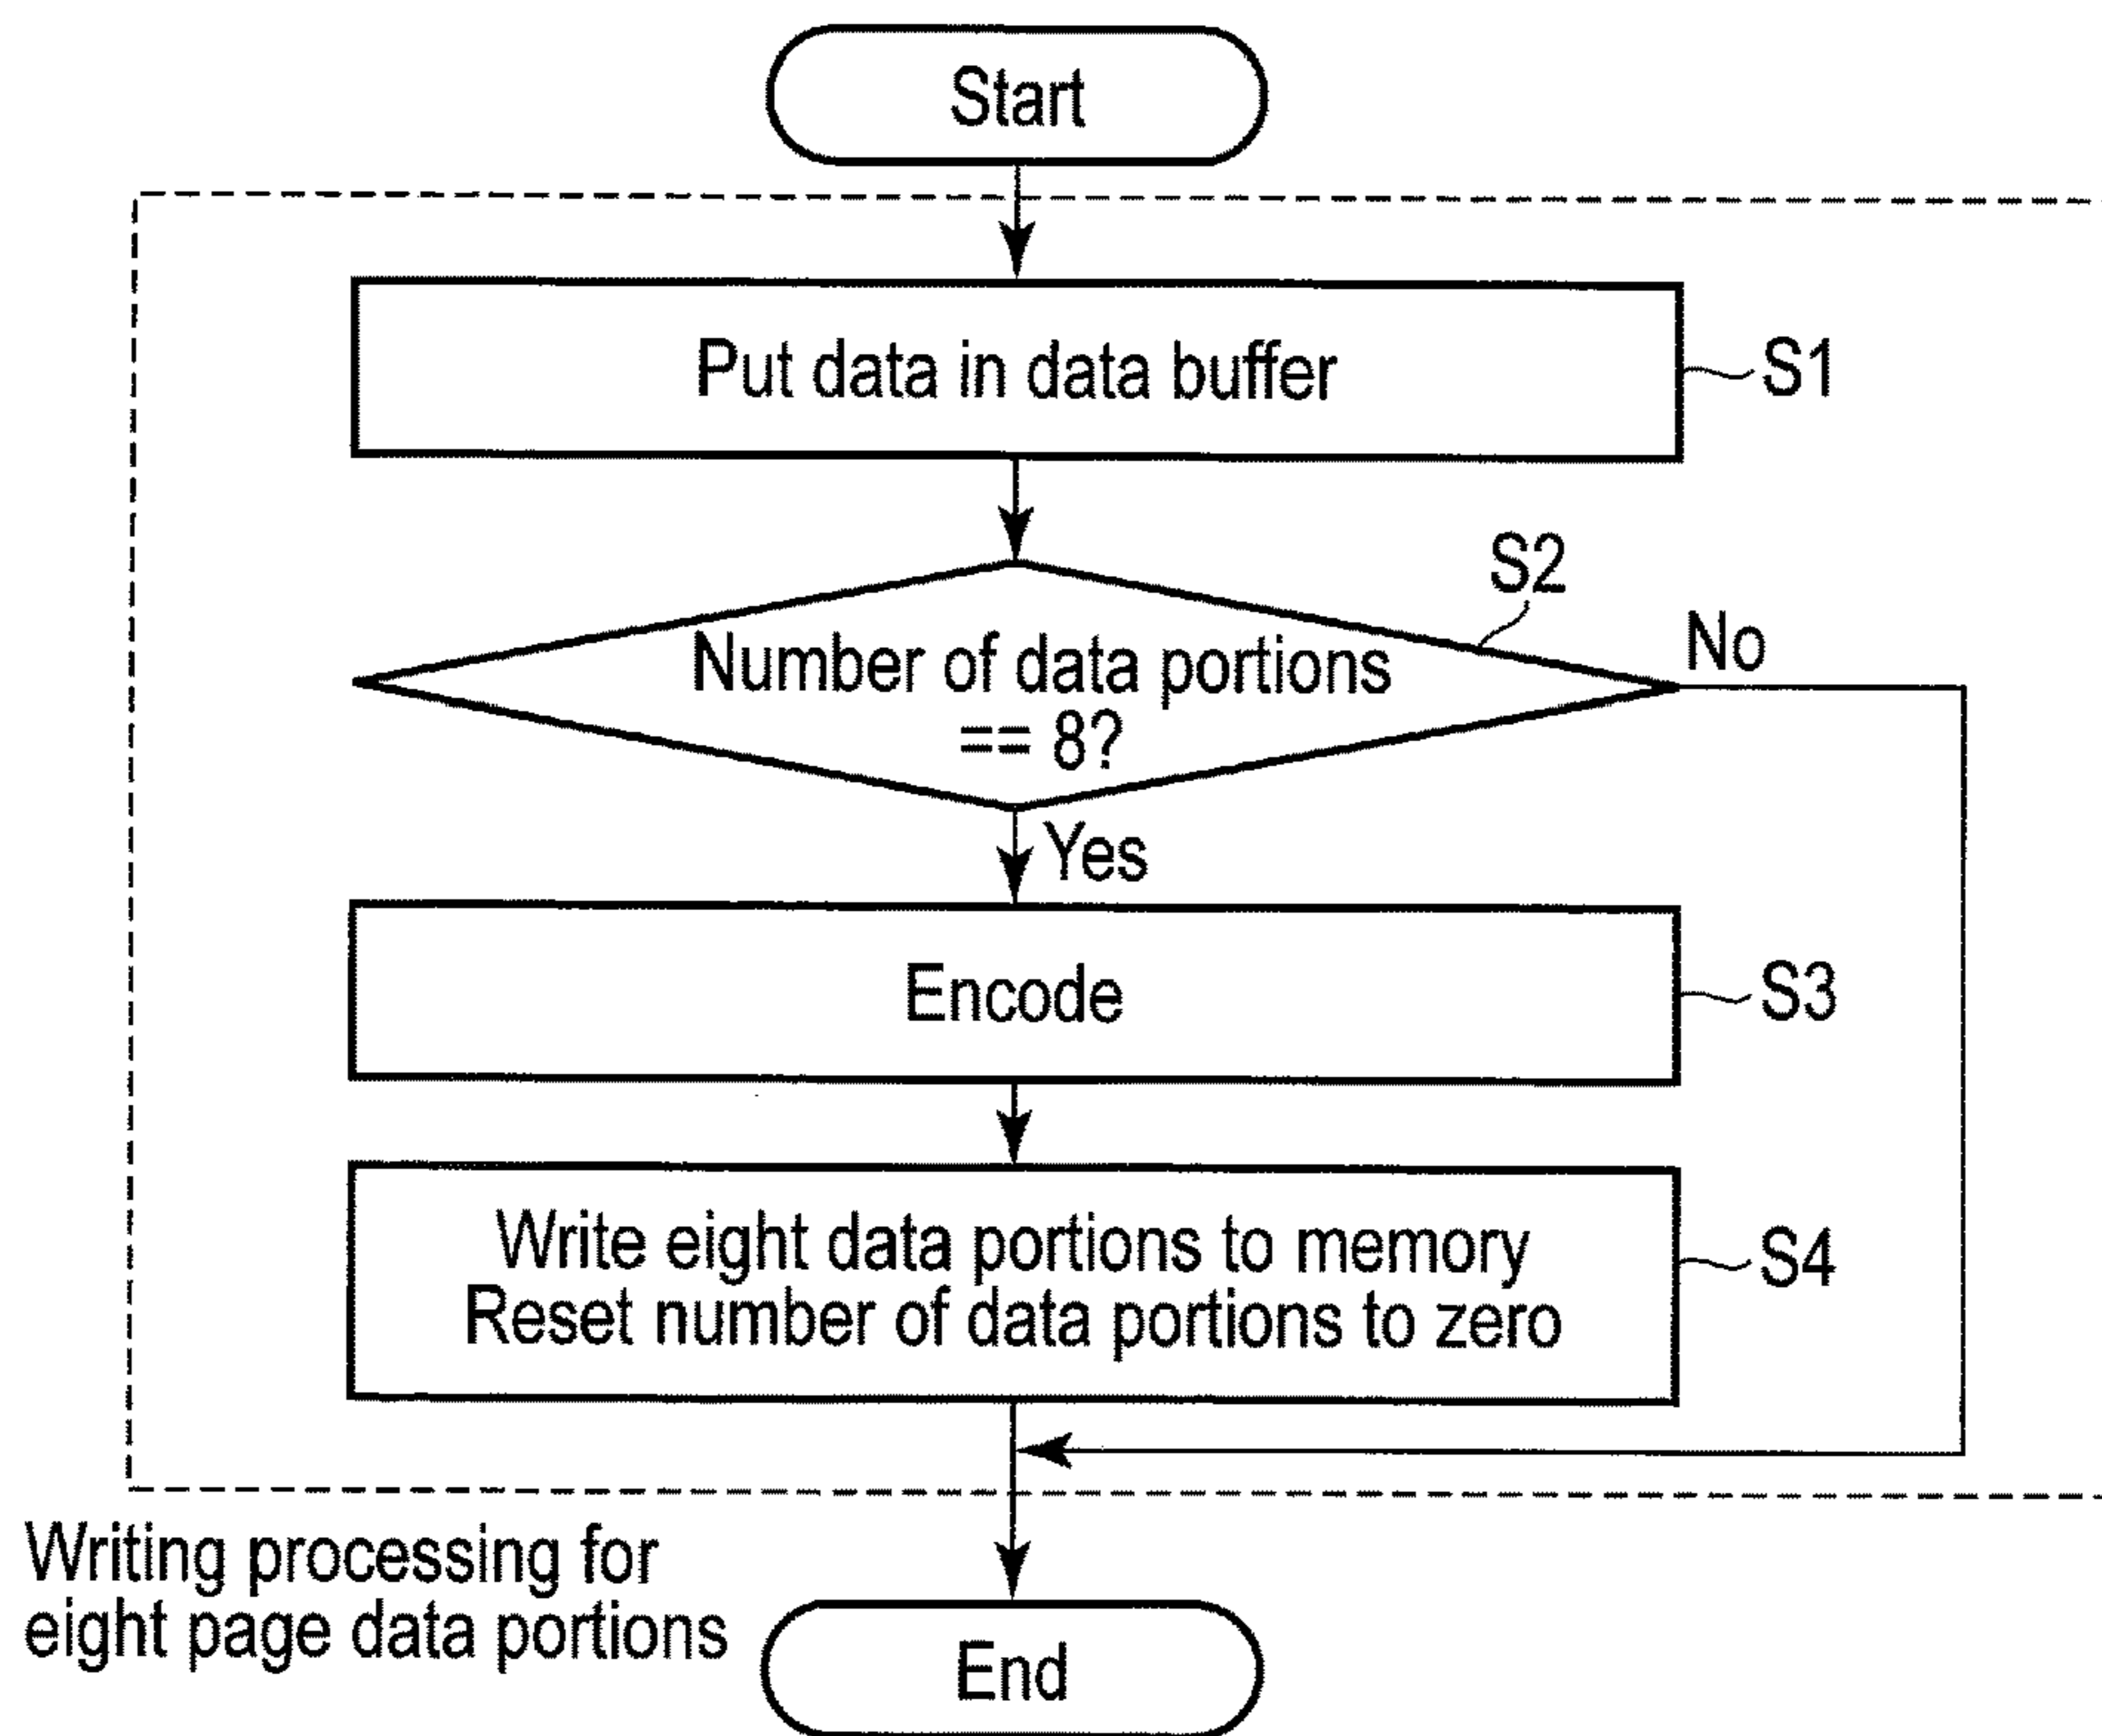 Start
Put data in data buffer
S1
S2
Number of data portions
== 8?
No
Yes
Encode
S3
Write eight data portions to memory
Reset number of data portions to zero
S4
Writing processing for
eight page data portions
End